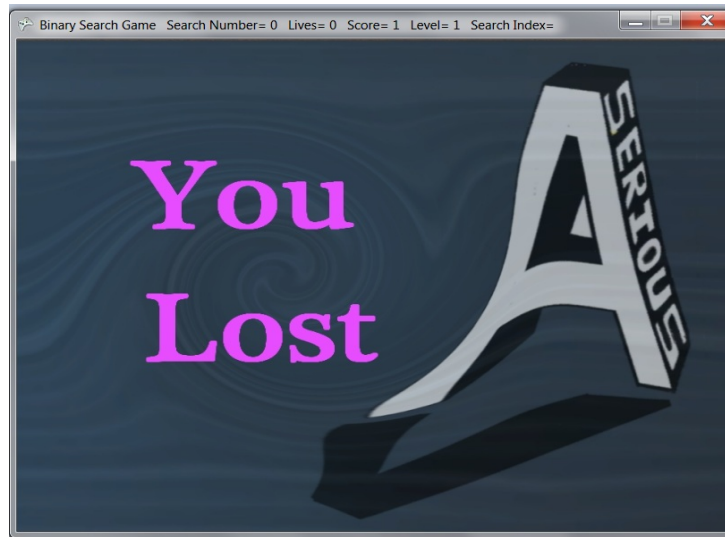 Binary Search Game Search Number= 0 Lives= 0 Score= 1 Level= 1 Search Index=
You
Lost
A
SERIOUS